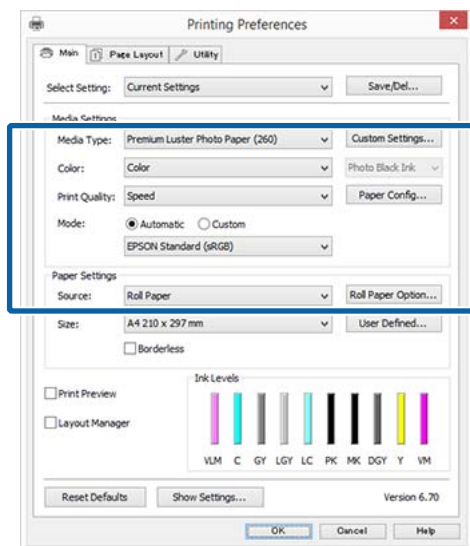 Printing Preferences
Main Page Layout Utility
Select Setting: Current Settings Save/Del...
Media Settings
Media Type: Premium Luster Photo Paper (260) Custom Settings...
Color: Color Photo Black Ink
Print Quality: Speed Paper Config...
Mode: Automatic Custom
EPSON Standard (sRGB)
Paper Settings
Source: Roll Paper Roll Paper Option...
Size: A4 210 x 297 mm User Defined...
Borderless
Ink Levels
Print Preview
Layout Manager
VLM C GY LGY LC PK MK DGY Y VM
Reset Defaults Show Settings... Version 6.70
OK Cancel Help